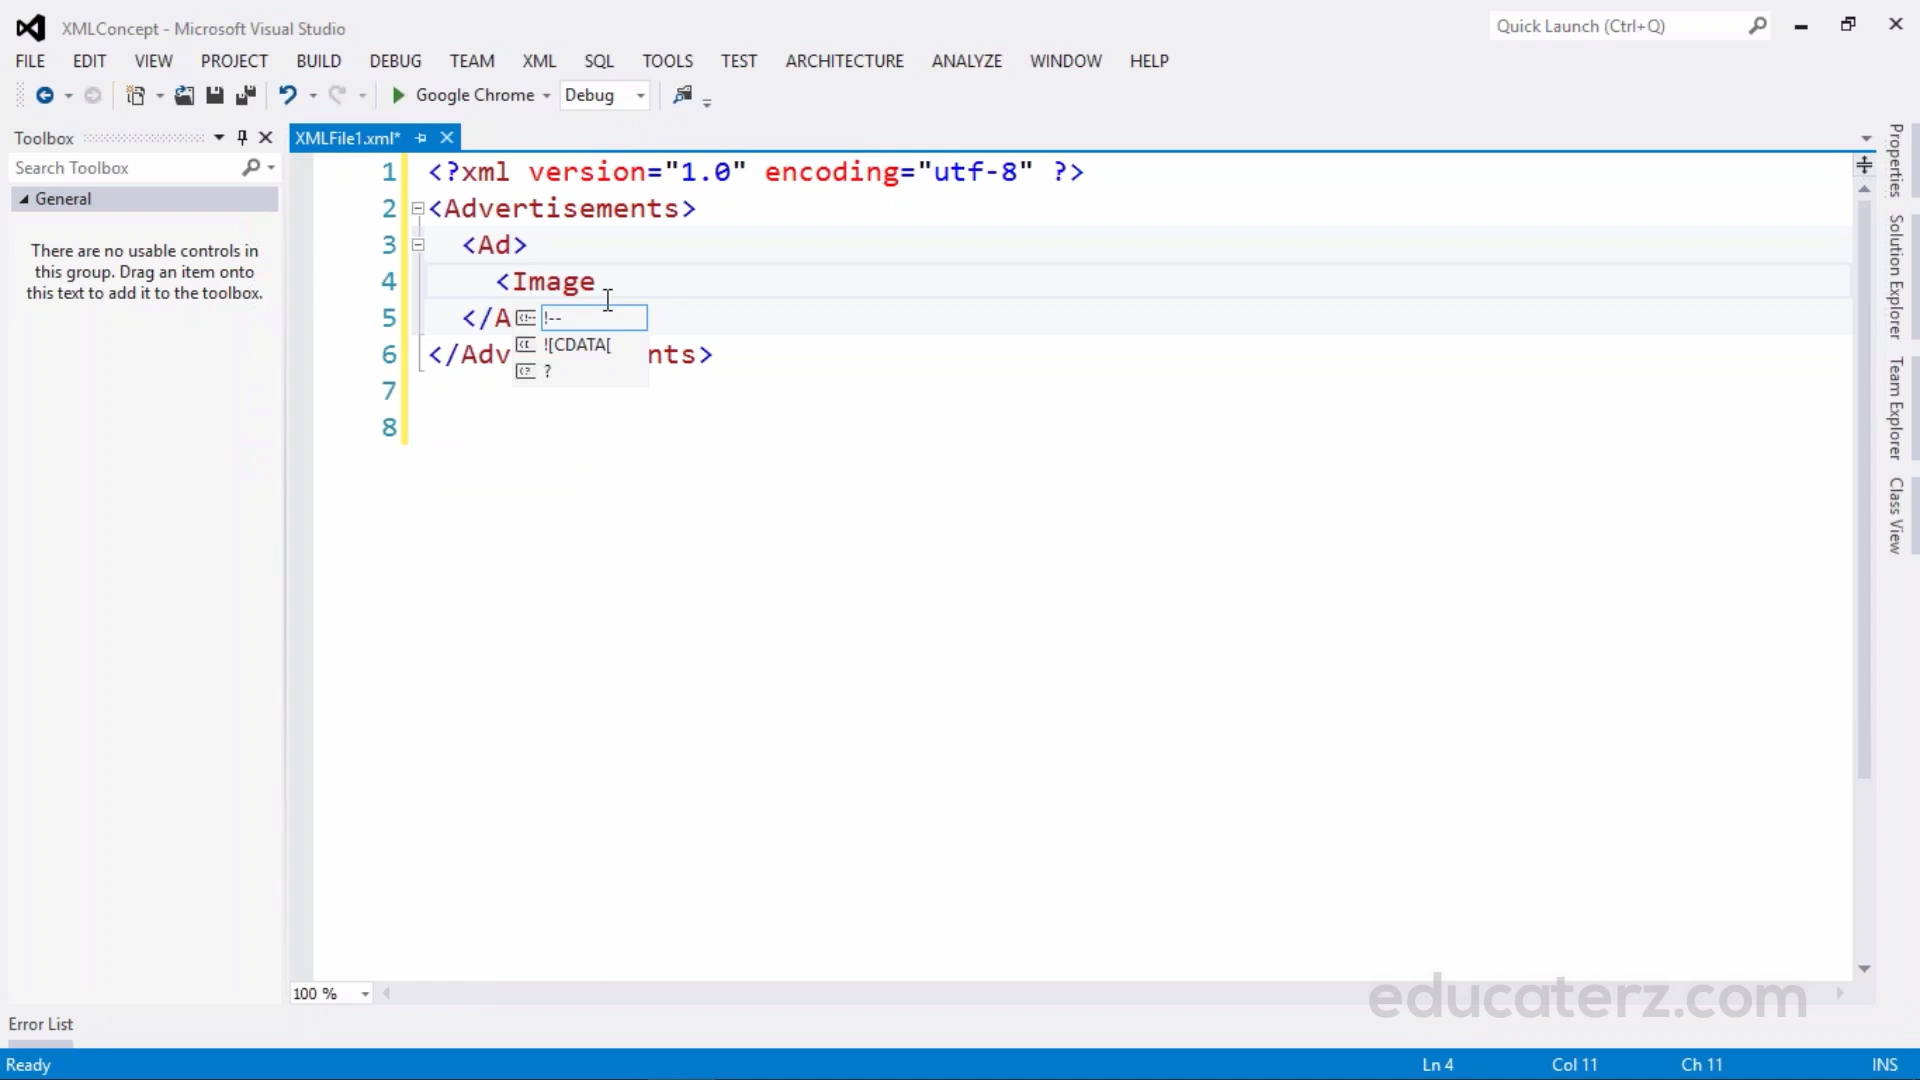 XMLConcept - Microsoft Visual Studio
Quick Launch (Ctrl+Q)
FILE EDIT VIEW PROJECT BUILD DEBUG TEAM XML SQL TOOLS TEST ARCHITECTURE ANALYZE WINDOW HELP
Google Chrome Debug
Toolbox
XMLFile1.xml*
Search Toolbox
General
There are no usable controls in
this group. Drag an item onto
this text to add it to the toolbox.
1 <?xml version="1.0" encoding="utf-8" ?>
2 <Advertisements>
3 <Ad>
4 <Image
5 </A
!--
![CDATA[
?
6 </Adv nts>
7
8
Properties
Solution Explorer
Team Explorer
Class View
100 %
educaterz.com
Error List
Ready
Ln 4 Col 11 Ch 11 INS